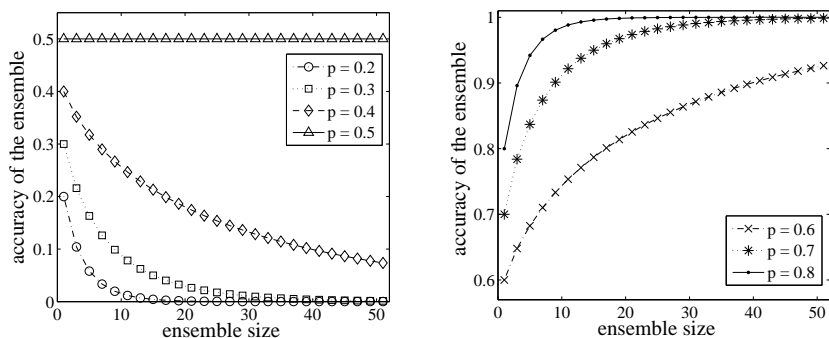 accuracy of the ensemble
0.5
0.4
0.3
0.2
0.1
0
p = 0.2
p = 0.3
p = 0.4
p = 0.5
0 10 20 30 40 50
ensemble size
accuracy of the ensemble
1
0.9
0.8
0.7
0.6
p = 0.6
p = 0.7
p = 0.8
0 10 20 30 40 50
ensemble size